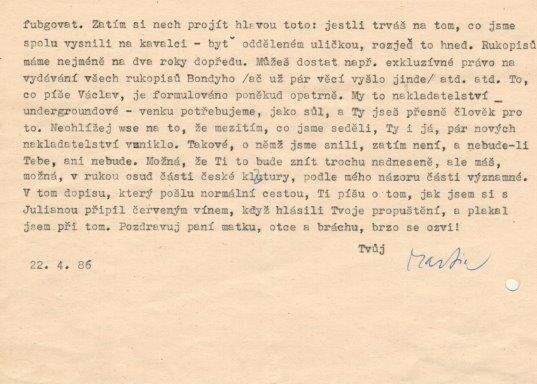 fubgovat. Zatím si nech projít hlavou toto: jestli trváš na tom, co jsme
spolu vysnili na kavalci - byť odděleném uličkou, rozjeď to hned. Rukopisů
máme nejméně na dva roky dopředu. Můžeš dostat např. exkluzívné právo na
vydávání všech rukopisů Bondyho /ač už pár věcí vyšlo jinde/ atd. atd. To,
co píše Václav, je formulováno poněkud opatrně. My to nakladatelství _
undergroundové - venku potřebujeme, jako sůl, a Ty jseš přesně člověk pro
to. Neohlížej wse na to, že mezitím, co jsme seděli, Ty i já, pár nových
nakladatelství vzniklo. Takové, o němž jsme snili, zatím není, a nebude-li
Tebe, ani nebude. Možná, že Ti to bude znít trochu nadneseně, ale máš,
možná, v rukou osud části české klutury, podle mého názoru části významné.
V tom dopisu, který pošlu normální cestou, Ti píšu o tom, jak jsem si s
Julianou připil červeným vínem, když hlásili Tvoje propuštění, a plakal
jsem při tom. Pozdravuj paní matku, otce a bráchu, brzo se ozvi!
Tvůj
Martin
22. 4. 86